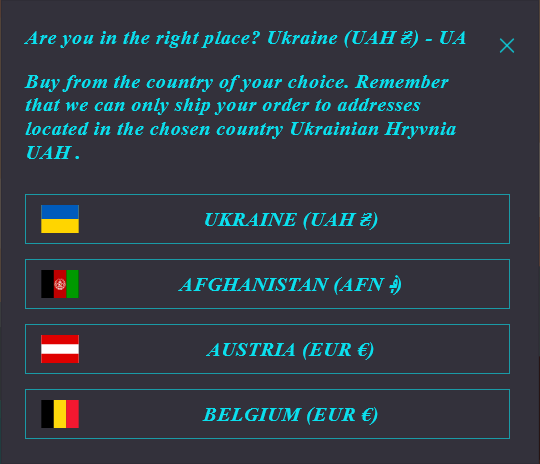 Are you in the right place? Ukraine (UAH ₴) - UA
Buy from the country of your choice. Remember
that we can only ship your order to addresses
located in the chosen country Ukrainian Hryvnia
UAH .
UKRAINE (UAH ₴)
AFGHANISTAN (AFN ؋)
AUSTRIA (EUR €)
BELGIUM (EUR €)